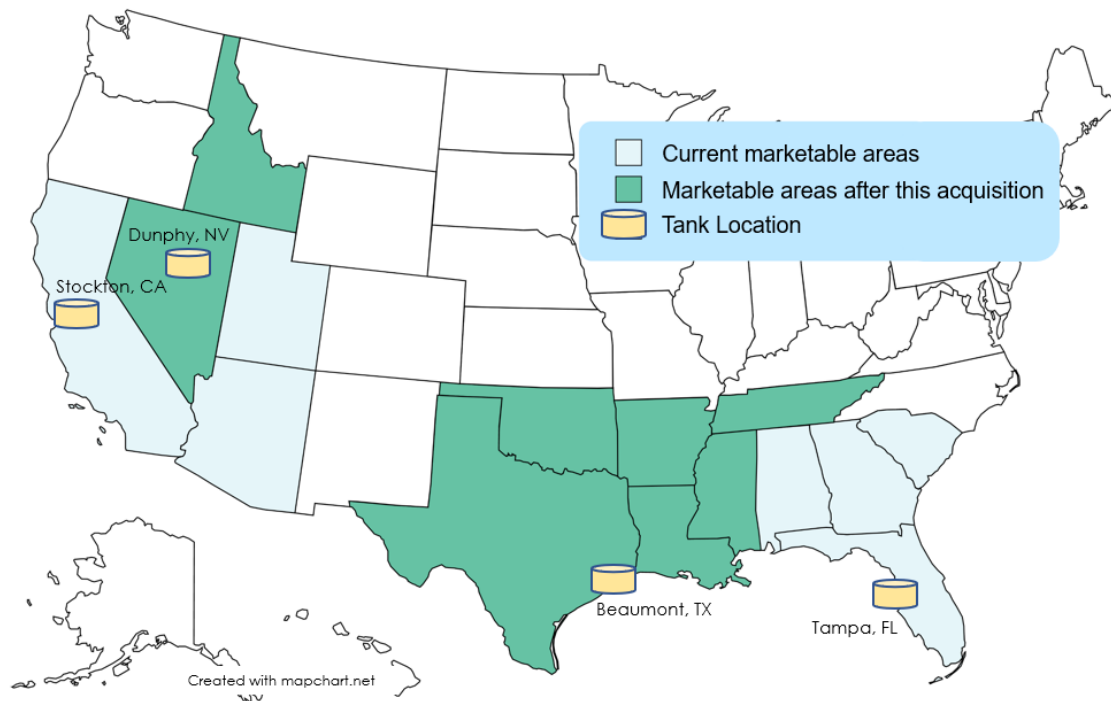 Current marketable areas
Marketable areas after this acquisition
Tank Location
Dunphy, NV
Stockton, CA
Beaumont, TX
Tampa, FL
Created with mapchart.net